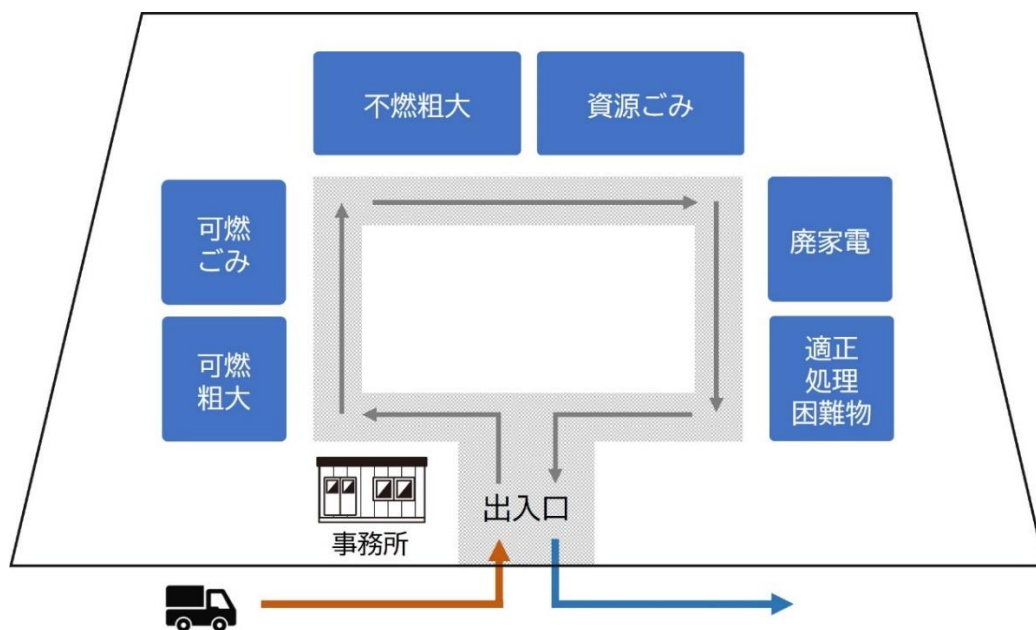 不燃粗大
資源ごみ
可燃
ごみ
廃家電
可燃
粗大
適正
処理
困難物
出入口
事務所